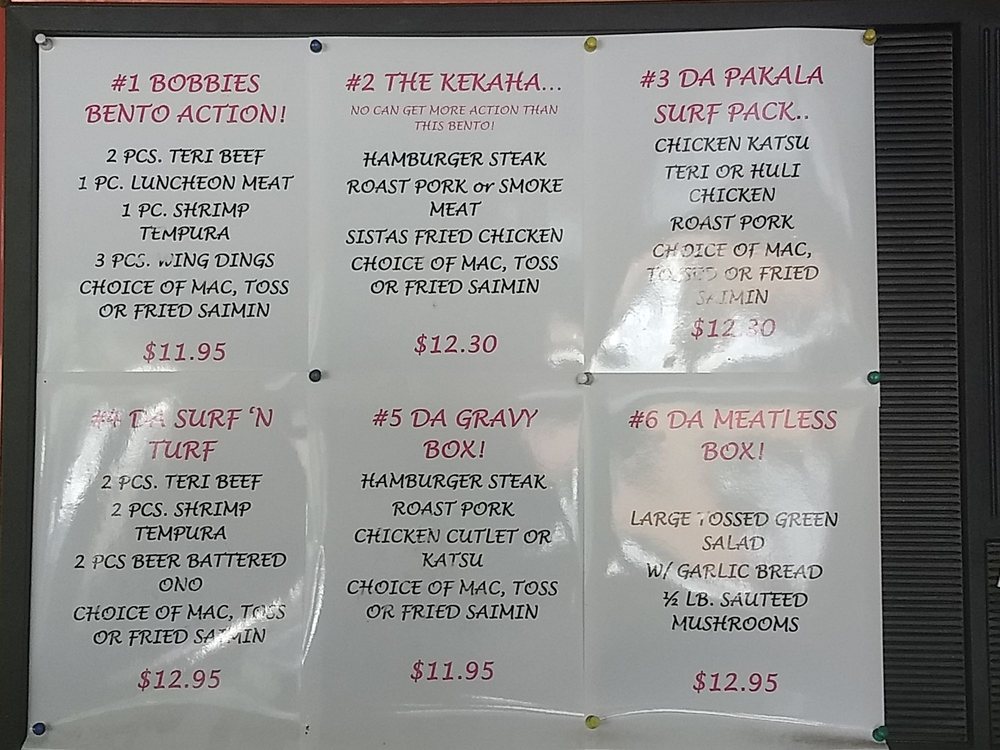 #1 BOBBIES
BENTO ACTION!
2 PCS. TERI BEEF
1 PC. LUNCHEON MEAT
1 PC. SHRIMP
TEMPURA
3 PCS. WING DINGS
CHOICE OF MAC, TOSS
OR FRIED SAIMIN
$11.95
#2 THE KEKAHA...
NO CAN GET MORE ACTION THAN
THIS BENTO!
HAMBURGER STEAK
ROAST PORK or SMOKE
MEAT
SISTAS FRIED CHICKEN
CHOICE OF MAC, TOSS
OR FRIED SAIMIN
$12.30
#3 DA PAKALA
SURF PACK..
CHICKEN KATSU
TERI OR HULI
CHICKEN
ROAST PORK
CHOICE OF MAC,
TOSSED OR FRIED
SAIMIN
$12.30
#4 DA SURF 'N
TURF
2 PCS. TERI BEEF
2 PCS. SHRIMP
TEMPURA
2 PCS BEER BATTERED
ONO
CHOICE OF MAC, TOSS
OR FRIED SAIMIN
$12.95
#5 DA GRAVY
BOX!
HAMBURGER STEAK
ROAST PORK
CHICKEN CUTLET OR
KATSU
CHOICE OF MAC, TOSS
OR FRIED SAIMIN
$11.95
#6 DA MEATLESS
BOX!
LARGE TOSSED GREEN
SALAD
W/ GARLIC BREAD
½ LB. SAUTEED
MUSHROOMS
$12.95